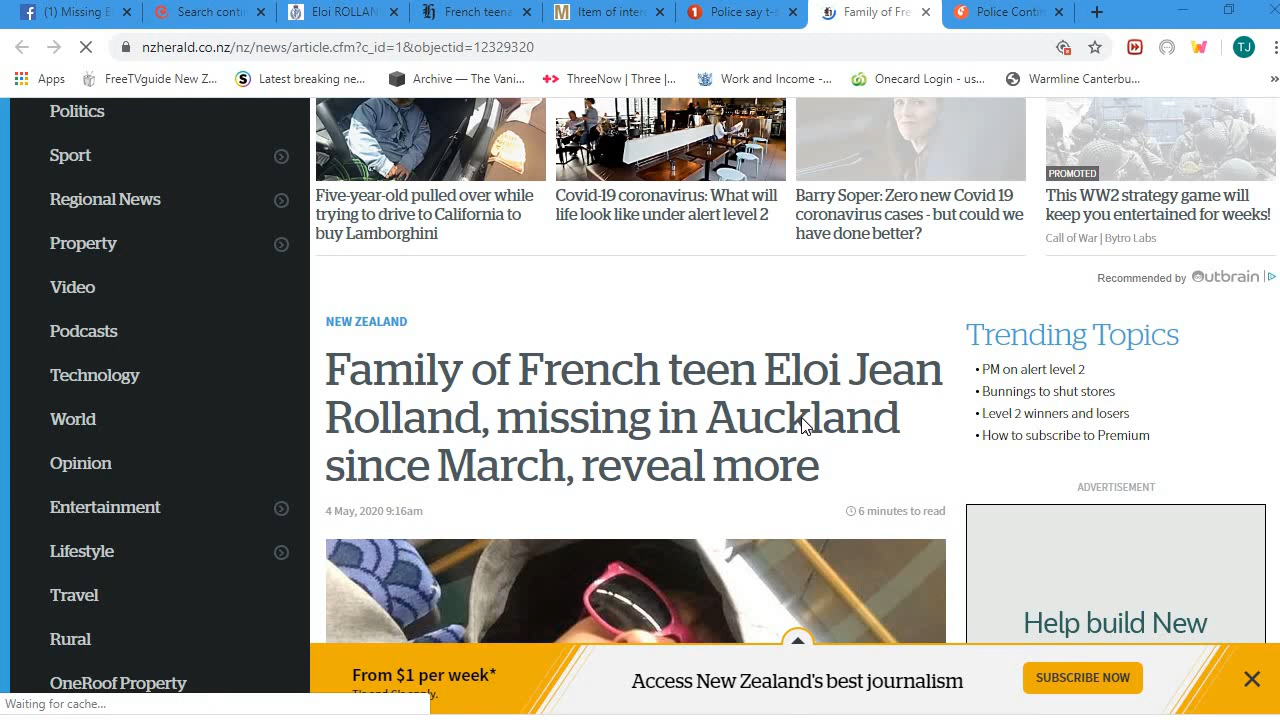 (1) Missing E
Search conti
Eloi ROLLAN
French teena
Item of inter
Police say t-s
Family of Fre
Police Conti
nzherald.co.nz/nz/news/article.cfm?c_id=1&objectid=12329320
TJ
Apps
FreeTVguide New Z...
Latest breaking ne...
Archive — The Vani...
ThreeNow | Three |...
Work and Income -...
Onecard Login - us...
Warmline Canterbu...
Politics
Sport
Regional News
Property
Video
Podcasts
Technology
World
Opinion
Entertainment
Lifestyle
Travel
Rural
OneRoof Property
Five-year-old pulled over while
trying to drive to California to
buy Lamborghini
Covid-19 coronavirus: What will
life look like under alert level 2
Barry Soper: Zero new Covid 19
coronavirus cases - but could we
have done better?
PROMOTED
This WW2 strategy game will
keep you entertained for weeks!
Call of War | Bytro Labs
Recommended by Outbrain
NEW ZEALAND
Family of French teen Eloi Jean
Rolland, missing in Auckland
since March, reveal more
4 May, 2020 9:16am
6 minutes to read
Trending Topics
• PM on alert level 2
• Bunnings to shut stores
• Level 2 winners and losers
• How to subscribe to Premium
ADVERTISEMENT
Help build New
From $1 per week*
Access New Zealand's best journalism
SUBSCRIBE NOW
Waiting for cache...